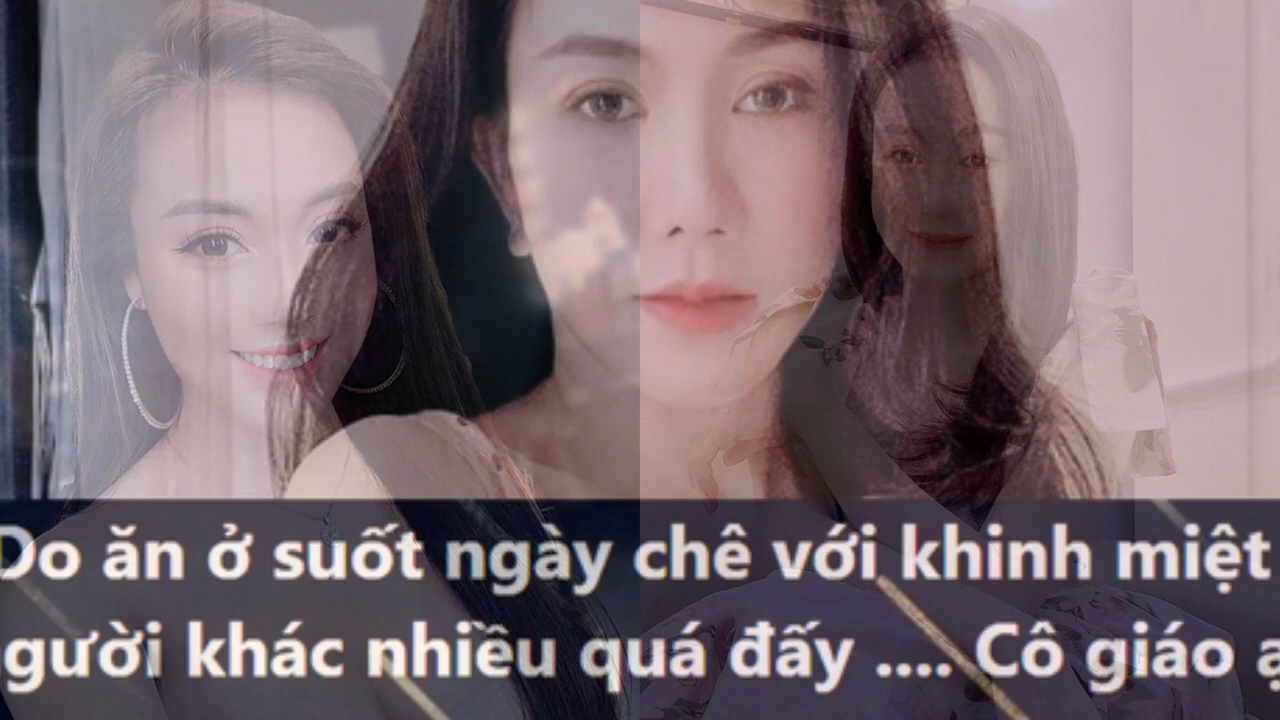 Do ăn ở suốt ngày chê với khinh miệt
gười khác nhiều quá đấy .... Cô giáo ạ